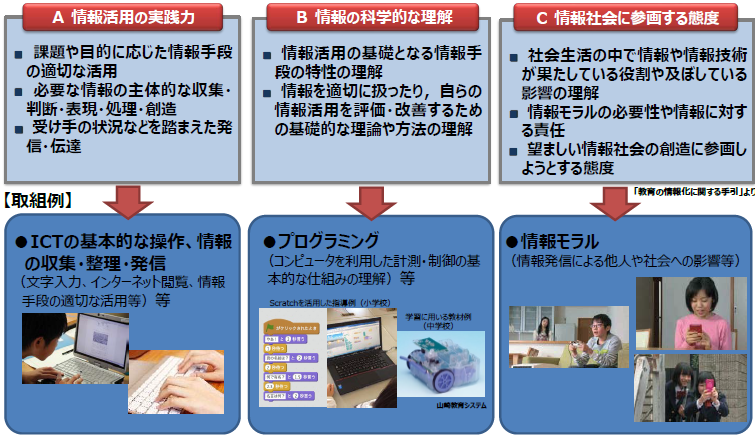 A 情報活用の実践力
■ 課題や目的に応じた情報手段
の適切な活用
■ 必要な情報の主体的な収集・
判断・表現・処理・創造
■ 受け手の状況などを踏まえた発
信・伝達
B 情報の科学的な理解
■ 情報活用の基礎となる情報手
段の特性の理解
■ 情報を適切に扱ったり，自らの
情報活用を評価・改善するため
の基礎的な理論や方法の理解
C 情報社会に参画する態度
■ 社会生活の中で情報や情報技術
が果たしている役割や及ぼしている
影響の理解
■ 情報モラルの必要性や情報に対す
る責任
■ 望ましい情報社会の創造に参画し
ようとする態度
「教育の情報化に関する手引」より
【取組例】
●ICTの基本的な操作、情報
の収集・整理・発信
（文字入力、インターネット閲覧、情報
手段の適切な活用等）等
●プログラミング
（コンピュータを利用した計測・制御の基
本的な仕組みの理解）等
Scratchを活用した指導例（小学校）
がクリックされたとき
学習に用いる教材例
（中学校）
山崎教育システム
●情報モラル
（情報発信による他人や社会への影響等）